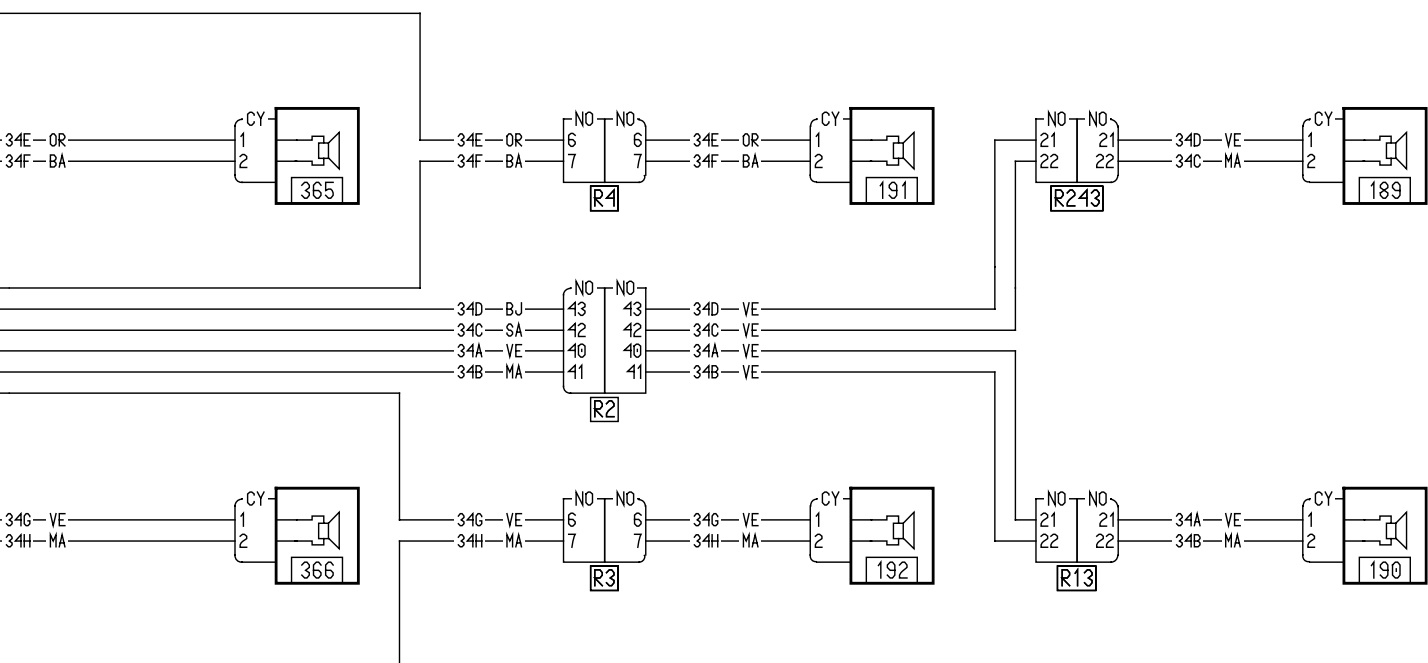 CY NO NO CY NO NO CY
34E OR 1 34E OR 6 6 34E OR 1 21 21 34D VE 1
34F BA 2 34F BA 7 7 34F BA 2 22 22 34C MA 2
365 R4 191 R243 189
NO NO
34D BJ 43 43 34D VE
34C SA 42 42 34C VE
34A VE 40 40 34A VE
34B MA 41 41 34B VE
R2
CY NO NO CY NO NO CY
34G VE 1 34G VE 6 6 34G VE 1 21 21 34A VE 1
34H MA 2 34H MA 7 7 34H MA 2 22 22 34B MA 2
366 R3 192 R13 190